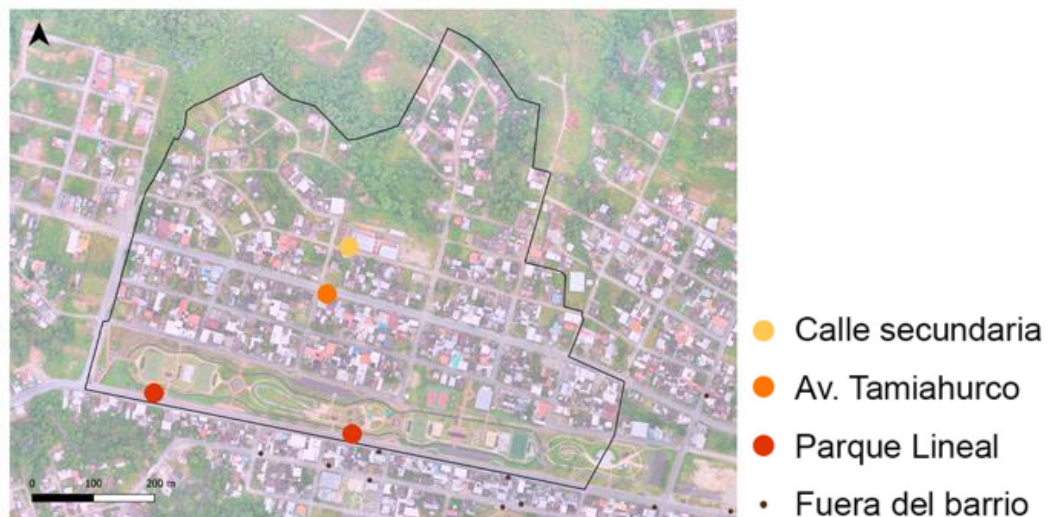 Calle secundaria
Av. Tamiahurco
Parque Lineal
Fuera del barrio
0 100 200 m